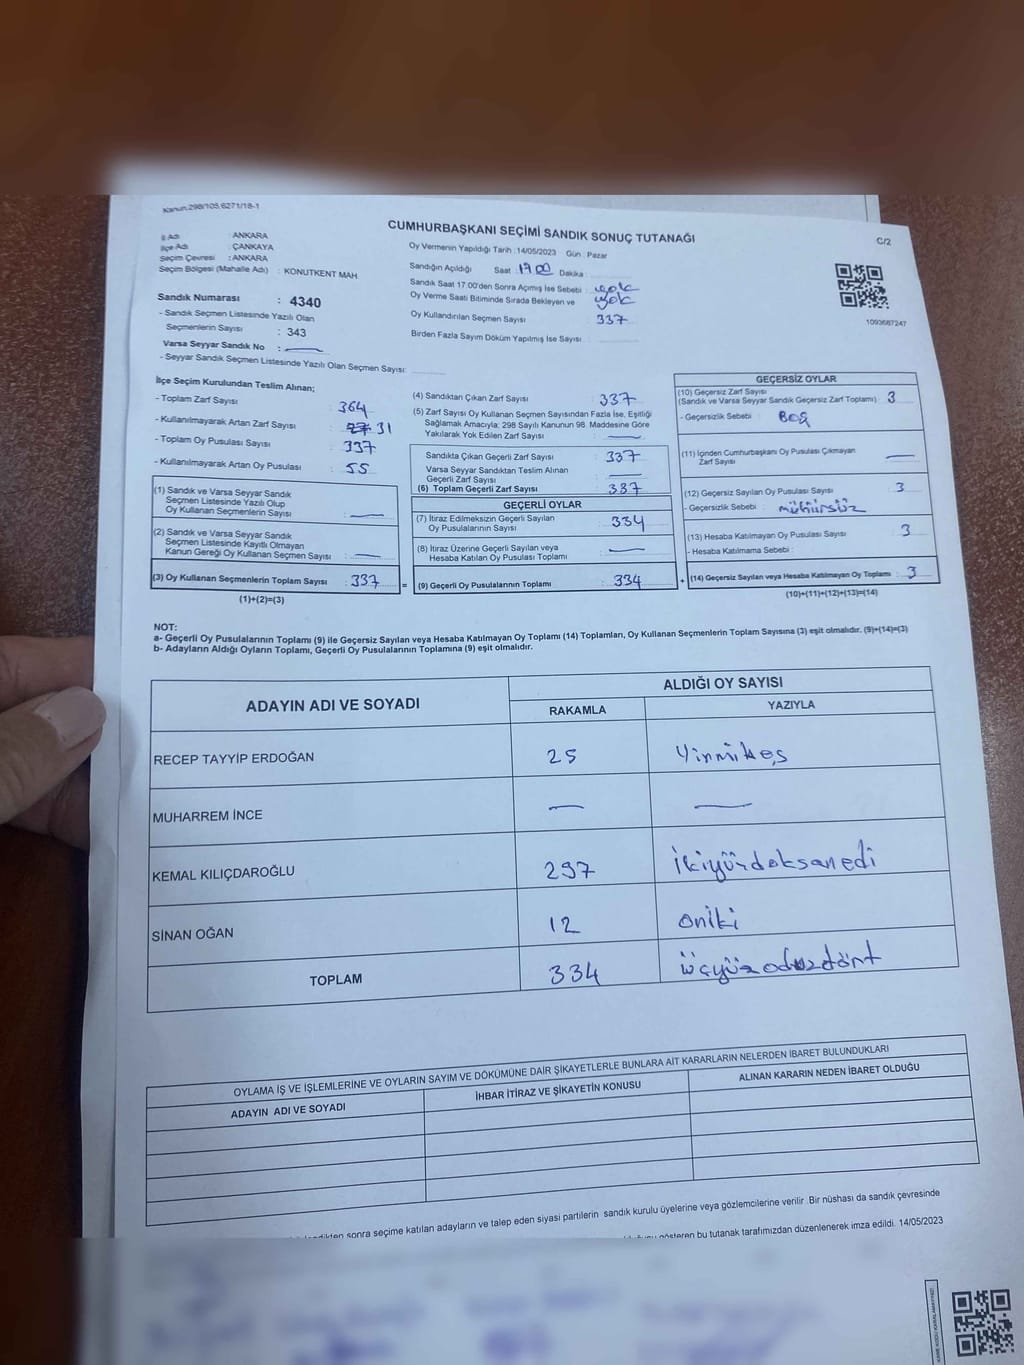 Kanun.298/105,6271/18-1
CUMHURBAŞKANI SEÇİMİ SANDIK SONUÇ TUTANAĞI
C/2
İl Adı : ANKARA
İlçe Adı : ÇANKAYA
Seçim Çevresi : ANKARA
Seçim Bölgesi (Mahalle Adı) : KONUTKENT MAH.
Sandık Numarası : 4340
- Sandık Seçmen Listesinde Yazılı Olan
Seçmenlerin Sayısı : 343
Varsa Seyyar Sandık No : —
- Seyyar Sandık Seçmen Listesinde Yazılı Olan Seçmen Sayısı:
Oy Vermenin Yapıldığı Tarih :14/05/2023 Gün : Pazar
Sandığın Açıldığı Saat : 17 00 Dakika :
Sandık Saat 17.00'den Sonra Açımış İse Sebebi : yok
Oy Verme Saati Bitiminde Sırada Bekleyen ve : yok
Oy Kullandırılan Seçmen Sayısı : 337
Birden Fazla Sayım Döküm Yapılmış İse Sayısı :
1093687247
İlçe Seçim Kurulundan Teslim Alınan;
- Toplam Zarf Sayısı : 364
- Kullanılmayarak Artan Zarf Sayısı : 31
- Toplam Oy Pusulası Sayısı : 337
- Kullanılmayarak Artan Oy Pusulası : 55
(1) Sandık ve Varsa Seyyar Sandık
Seçmen Listesinde Yazılı Olup
Oy Kullanan Seçmenlerin Sayısı : —
(2) Sandık ve Varsa Seyyar Sandık
Seçmen Listesinde Kayıtlı Olmayan
Kanun Gereği Oy Kullanan Seçmen Sayısı : —
(3) Oy Kullanan Seçmenlerin Toplam Sayısı : 337
(1)+(2)=(3)
(4) Sandıktan Çıkan Zarf Sayısı : 337
(5) Zarf Sayısı Oy Kullanan Seçmen Sayısından Fazla İse, Eşitliği
Sağlamak Amacıyla; 298 Sayılı Kanunun 98. Maddesine Göre
Yakılarak Yok Edilen Zarf Sayısı : —
Sandıkta Çıkan Geçerli Zarf Sayısı : 337
Varsa Seyyar Sandıktan Teslim Alınan
Geçerli Zarf Sayısı : —
(6) Toplam Geçerli Zarf Sayısı : 337
GEÇERLİ OYLAR
(7) İtiraz Edilmeksizin Geçerli Sayılan
Oy Pusulalarının Sayısı : 334
(8) İtiraz Üzerine Geçerli Sayılan veya
Hesaba Katılan Oy Pusulası Toplamı : —
= (9) Geçerli Oy Pusulalarının Toplamı : 334
GEÇERSİZ OYLAR
(10) Geçersiz Zarf Sayısı
(Sandık ve Varsa Seyyar Sandık Geçersiz Zarf Toplamı) : 3
- Geçersizlik Sebebi : Boş
(11) İçinden Cumhurbaşkanı Oy Pusulası Çıkmayan
Zarf Sayısı : —
(12) Geçersiz Sayılan Oy Pusulası Sayısı : 3
- Geçersizlik Sebebi : mühürsüz
(13) Hesaba Katılmayan Oy Pusulası Sayısı : 3
- Hesaba Katılmama Sebebi :
+ (14) Geçersiz Sayılan veya Hesaba Katılmayan Oy Toplamı : 3
(10)+(11)+(12)+(13)=(14)
NOT:
a- Geçerli Oy Pusulalarının Toplamı (9) ile Geçersiz Sayılan veya Hesaba Katılmayan Oy Toplamı (14) Toplamları, Oy Kullanan Seçmenlerin Toplam Sayısına (3) eşit olmalıdır. (9)+(14)=(3)
b- Adayların Aldığı Oyların Toplamı, Geçerli Oy Pusulalarının Toplamına (9) eşit olmalıdır.
ADAYIN ADI VE SOYADI
ALDIĞI OY SAYISI
RAKAMLA YAZIYLA
RECEP TAYYİP ERDOĞAN 25 Yirmibeş
MUHARREM İNCE — —
KEMAL KILIÇDAROĞLU 297 ikiyüzdoksanedi
SİNAN OĞAN 12 oniki
TOPLAM 334 üçyüzotuzdört
OYLAMA İŞ VE İŞLEMLERİNE VE OYLARIN SAYIM VE DÖKÜMÜNE DAİR ŞİKAYETLERLE BUNLARA AİT KARARLARIN NELERDEN İBARET BULUNDUKLARI
ADAYIN ADI VE SOYADI İHBAR İTİRAZ VE ŞİKAYETİN KONUSU ALINAN KARARIN NEDEN İBARET OLDUĞU
sonra seçime katılan adayların ve talep eden siyasi partilerin sandık kurulu üyelerine veya gözlemcilerine verilir. Bir nüshası da sandık çevresinde
gösteren bu tutanak tarafımızdan düzenlenerek imza edildi. 14/05/2023